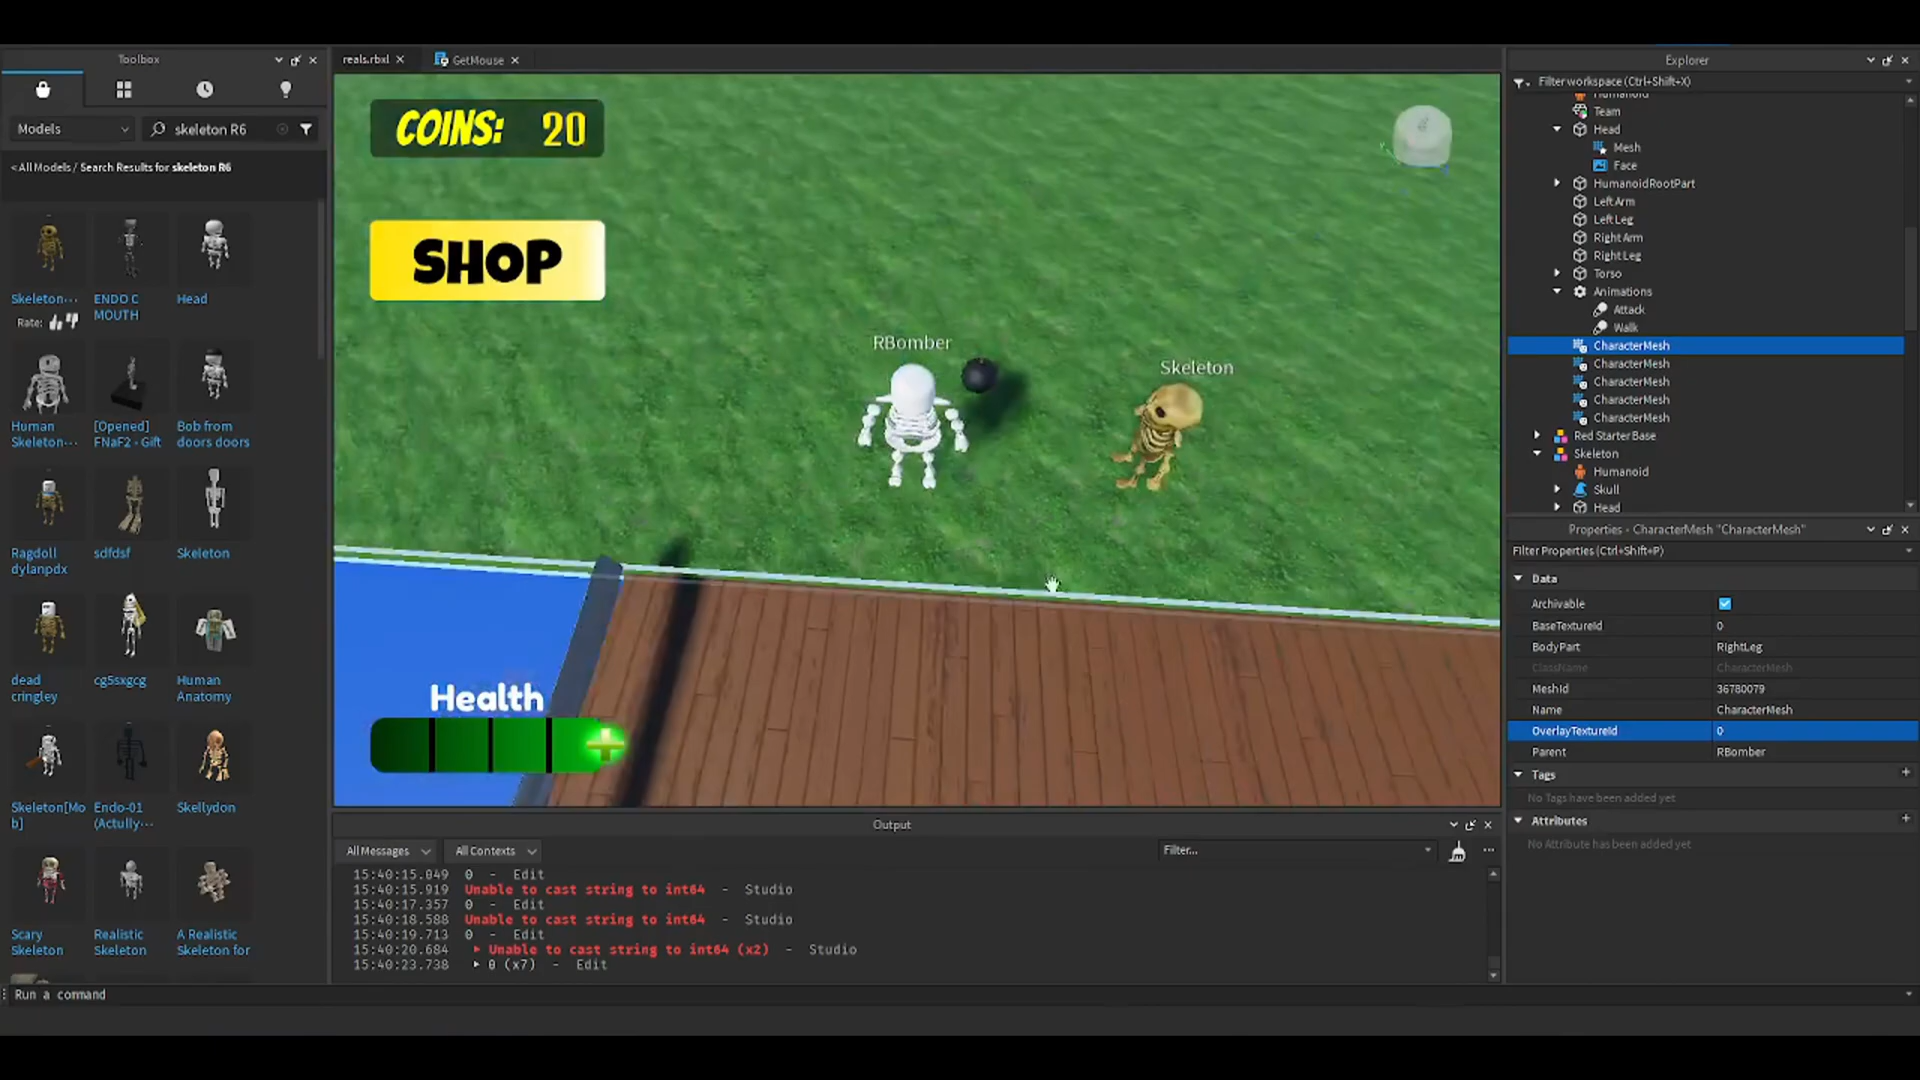 Toolbox
Models
skeleton R6
<All Models / Search Results for skeleton R6
Skeleton···
Rate:
ENDO C
MOUTH
Head
Human
Skeleton···
[Opened]
FNaF2 - Gift
Bob from
doors doors
Ragdoll
dylanpdx
sdfdsf
Skeleton
dead
cringley
cg5sxgcg
Human
Anatomy
Skeleton[Mo
b]
Endo-01
(Actully···
Skellydon
Scary
Skeleton
Realistic
Skeleton
A Realistic
Skeleton for
reals.rbxl
GetMouse
COINS: 20
SHOP
RBomber
Skeleton
Health
Output
All Messages
All Contexts
Filter...
15:40:15.049 0 - Edit
15:40:15.919 Unable to cast string to int64 - Studio
15:40:17.357 0 - Edit
15:40:18.588 Unable to cast string to int64 - Studio
15:40:19.713 0 - Edit
15:40:20.684 Unable to cast string to int64 (x2) - Studio
15:40:23.738 0 (x7) - Edit
Run a command
Explorer
Filter workspace (Ctrl+Shift+X)
Humanoid
Team
Head
Mesh
Face
HumanoidRootPart
Left Arm
Left Leg
Right Arm
Right Leg
Torso
Animations
Attack
Walk
CharacterMesh
CharacterMesh
CharacterMesh
CharacterMesh
CharacterMesh
Red Starter Base
Skeleton
Humanoid
Skull
Head
Properties - CharacterMesh "CharacterMesh"
Filter Properties (Ctrl+Shift+P)
Data
Archivable
BaseTextureId 0
BodyPart RightLeg
ClassName CharacterMesh
MeshId 36780079
Name CharacterMesh
OverlayTextureId 0
Parent RBomber
Tags
No Tags have been added yet
Attributes
No Attribute has been added yet